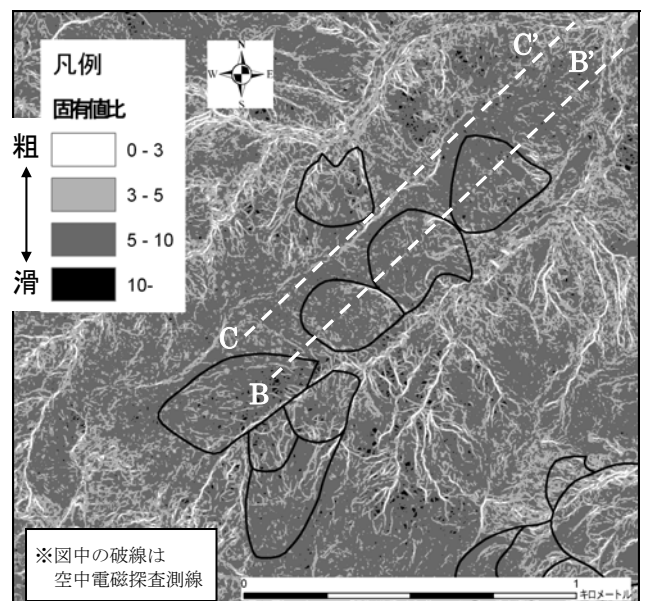 凡例
固有値比
粗
0 - 3
3 - 5
5 - 10
滑
10-
N
W
E
S
C'
B'
C
B
※図中の破線は
空中電磁探査測線
0
1
キロメートル